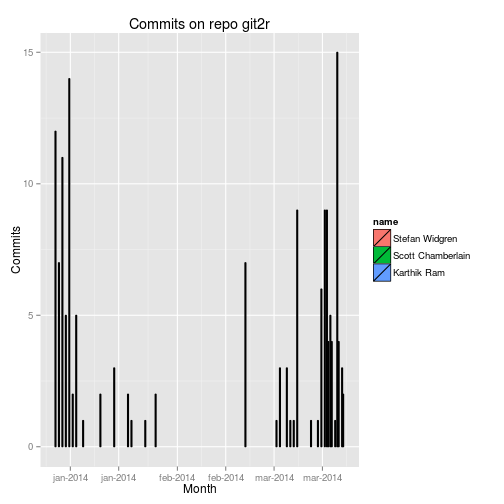 Commits on repo git2r
Commits
15
10
5
0
jan-2014 jan-2014 feb-2014 feb-2014 mar-2014 mar-2014
Month
name
Stefan Widgren
Scott Chamberlain
Karthik Ram